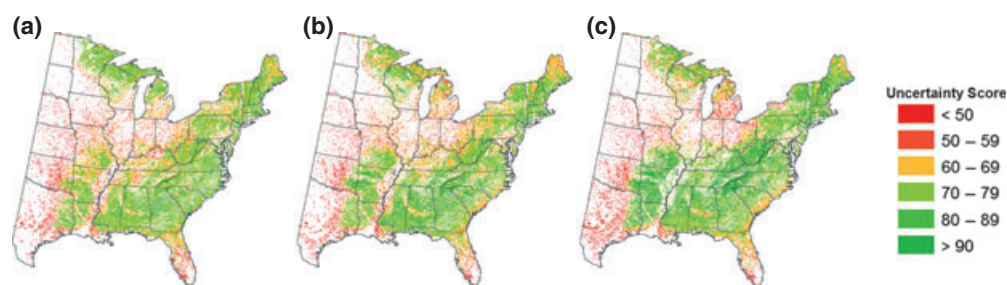 (a)
(b)
(c)
Uncertainty Score
< 50
50 – 59
60 – 69
70 – 79
80 – 89
> 90